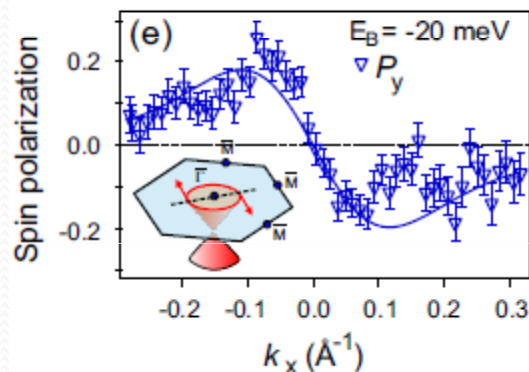 (e)
E_B = -20 meV
▽ P_y
0.2
0.0
-0.2
Spin polarization
M̄
Γ̄
M̄
M̄
-0.2 -0.1 0.0 0.1 0.2 0.3
k_x (Å⁻¹)